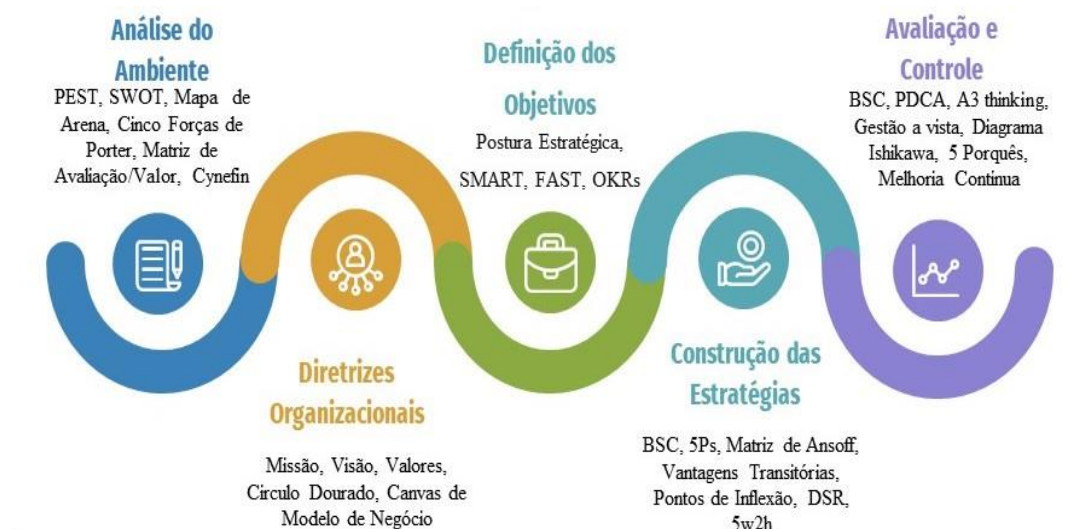 Análise do
Ambiente
PEST, SWOT, Mapa de
Arena, Cinco Forças de
Porter, Matriz de
Avaliação/Valor, Cynefin
Diretrizes
Organizacionais
Missão, Visão, Valores,
Circulo Dourado, Canvas de
Modelo de Negócio
Definição dos
Objetivos
Postura Estratégica,
SMART, FAST, OKRs
Construção das
Estratégias
BSC, 5Ps, Matriz de Ansoff,
Vantagens Transitórias,
Pontos de Inflexão, DSR,
5w2h
Avaliação e
Controle
BSC, PDCA, A3 thinking,
Gestão a vista, Diagrama
Ishikawa, 5 Porquês,
Melhoria Continua